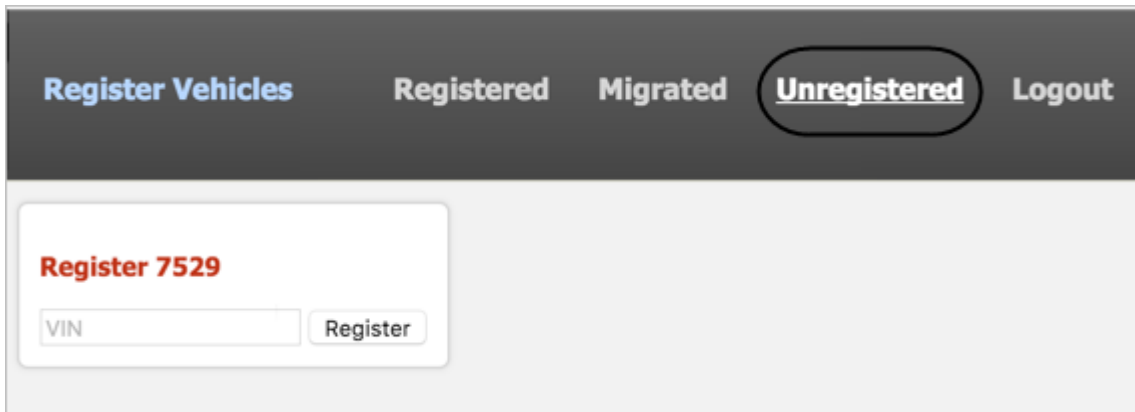 Register Vehicles Registered Migrated Unregistered Logout
Register 7529
VIN Register